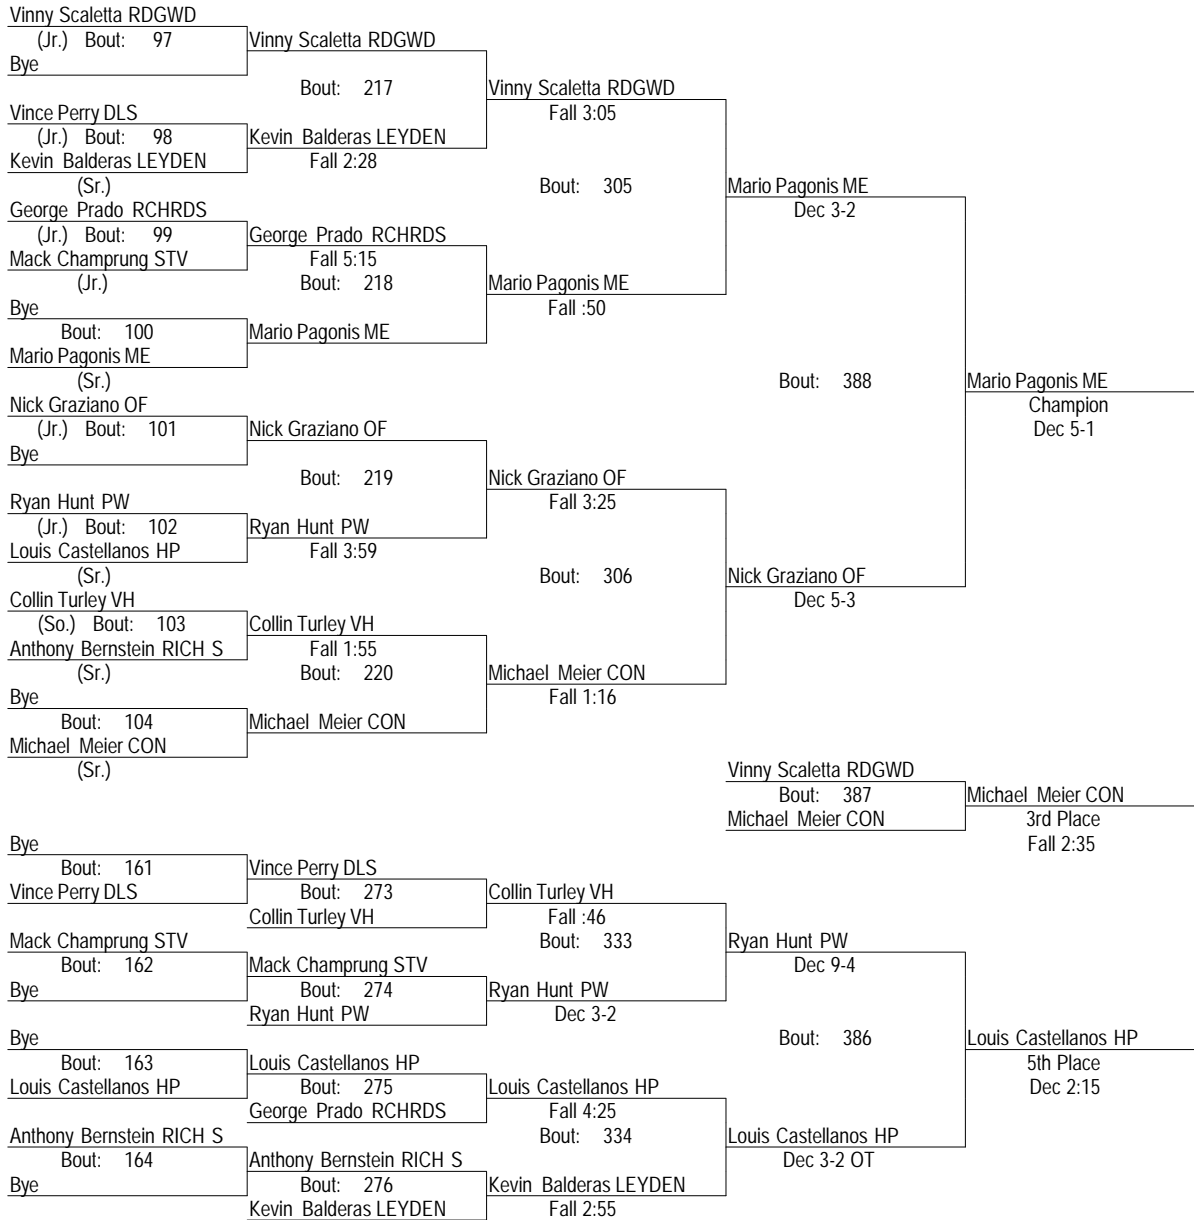 Vinny Scaletta RDGWD
(Jr.) Bout: 97
Bye
Vinny Scaletta RDGWD
Bout: 217
Vince Perry DLS
(Jr.) Bout: 98
Kevin Balderas LEYDEN
(Sr.)
Kevin Balderas LEYDEN
Fall 2:28
Vinny Scaletta RDGWD
Fall 3:05
Bout: 305
George Prado RCHRDS
(Jr.) Bout: 99
Mack Champrung STV
(Jr.)
George Prado RCHRDS
Fall 5:15
Bout: 218
Bye
Bout: 100
Mario Pagonis ME
(Sr.)
Mario Pagonis ME
Mario Pagonis ME
Fall :50
Mario Pagonis ME
Dec 3-2
Bout: 388
Nick Graziano OF
(Jr.) Bout: 101
Bye
Nick Graziano OF
Bout: 219
Ryan Hunt PW
(Jr.) Bout: 102
Louis Castellanos HP
(Sr.)
Ryan Hunt PW
Fall 3:59
Nick Graziano OF
Fall 3:25
Bout: 306
Collin Turley VH
(So.) Bout: 103
Anthony Bernstein RICH S
(Sr.)
Collin Turley VH
Fall 1:55
Bout: 220
Bye
Bout: 104
Michael Meier CON
(Sr.)
Michael Meier CON
Michael Meier CON
Fall 1:16
Nick Graziano OF
Dec 5-3
Mario Pagonis ME
Champion
Dec 5-1
Vinny Scaletta RDGWD
Bout: 387
Michael Meier CON
Michael Meier CON
3rd Place
Fall 2:35
Bye
Bout: 161
Vince Perry DLS
Vince Perry DLS
Bout: 273
Collin Turley VH
Collin Turley VH
Fall :46
Bout: 333
Mack Champrung STV
Bout: 162
Bye
Mack Champrung STV
Bout: 274
Ryan Hunt PW
Ryan Hunt PW
Dec 3-2
Ryan Hunt PW
Dec 9-4
Bout: 386
Bye
Bout: 163
Louis Castellanos HP
Louis Castellanos HP
Bout: 275
George Prado RCHRDS
Louis Castellanos HP
Fall 4:25
Bout: 334
Anthony Bernstein RICH S
Bout: 164
Bye
Anthony Bernstein RICH S
Bout: 276
Kevin Balderas LEYDEN
Kevin Balderas LEYDEN
Fall 2:55
Louis Castellanos HP
Dec 3-2 OT
Louis Castellanos HP
5th Place
Dec 2:15